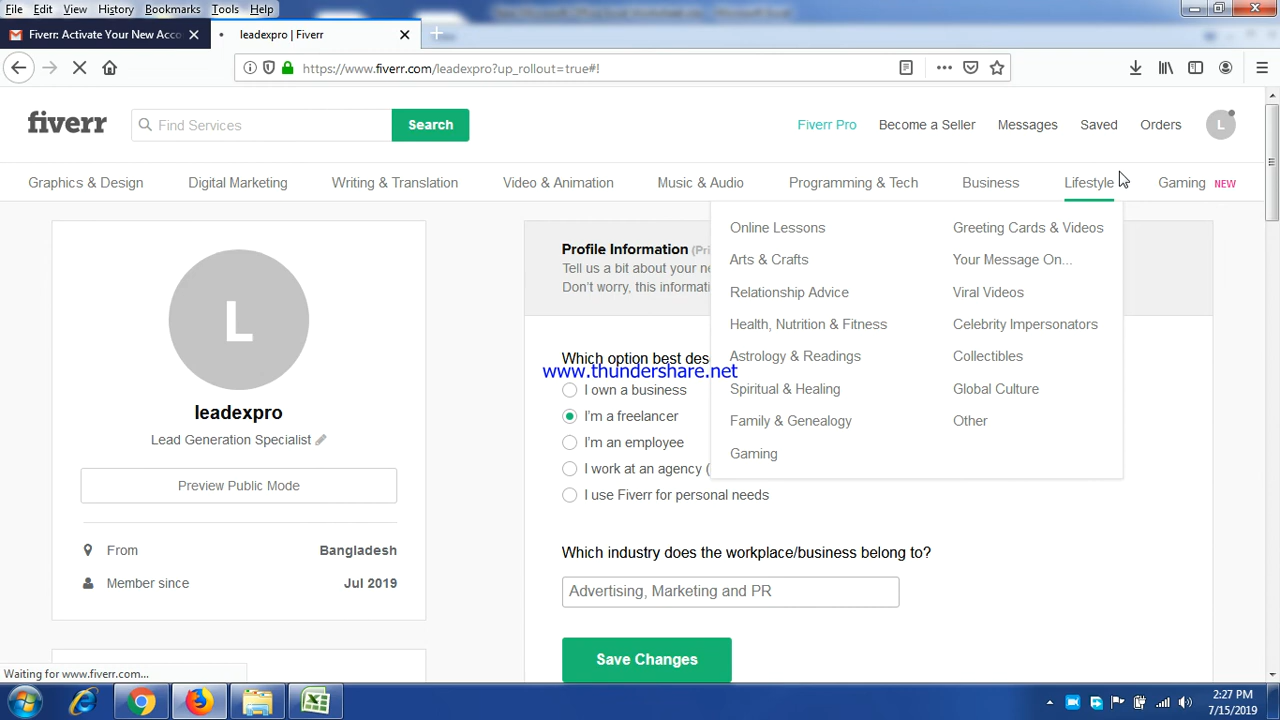 File Edit View History Bookmarks Tools Help
Fiverr: Activate Your New Acco
leadexpro | Fiverr
https://www.fiverr.com/leadexpro?up_rollout=true#!
fiverr
Find Services
Search
Fiverr Pro Become a Seller Messages Saved Orders L
Graphics & Design Digital Marketing Writing & Translation Video & Animation Music & Audio Programming & Tech Business Lifestyle Gaming NEW
L
leadexpro
Lead Generation Specialist
Preview Public Mode
From Bangladesh
Member since Jul 2019
Profile Information (Pri
Tell us a bit about your ne
Don't worry, this informati
Online Lessons
Arts & Crafts
Relationship Advice
Health, Nutrition & Fitness
Astrology & Readings
Spiritual & Healing
Family & Genealogy
Gaming
Greeting Cards & Videos
Your Message On...
Viral Videos
Celebrity Impersonators
Collectibles
Global Culture
Other
Which option best des
www.thundershare.net
I own a business
I'm a freelancer
I'm an employee
I work at an agency (
I use Fiverr for personal needs
Which industry does the workplace/business belong to?
Advertising, Marketing and PR
Save Changes
Waiting for www.fiverr.com...
2:27 PM
7/15/2019